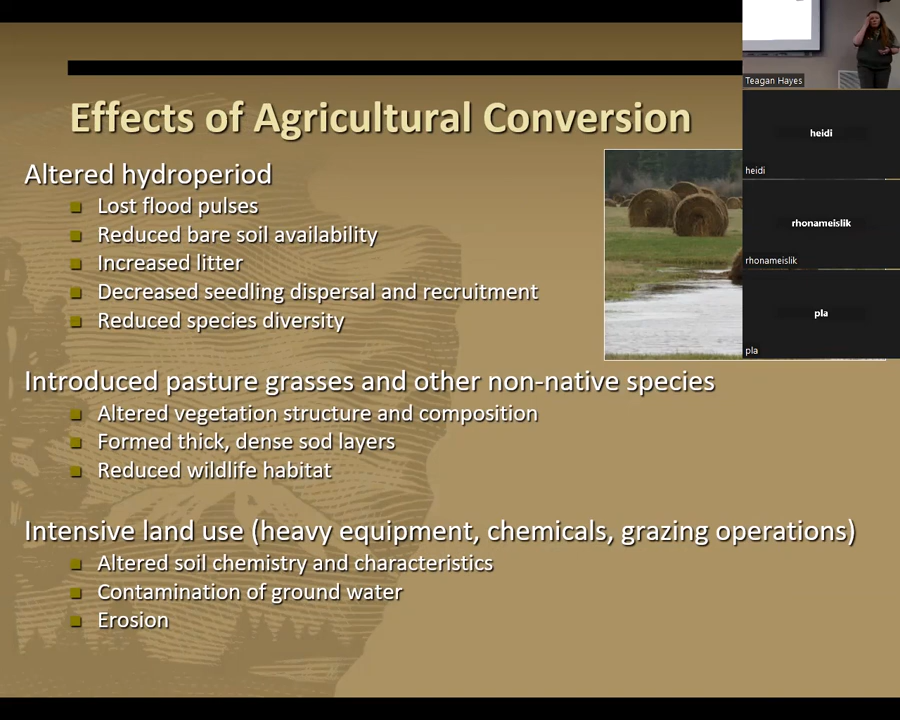 Effects of Agricultural Conversion
Altered hydroperiod
Lost flood pulses
Reduced bare soil availability
Increased litter
Decreased seedling dispersal and recruitment
Reduced species diversity
Introduced pasture grasses and other non-native species
Altered vegetation structure and composition
Formed thick, dense sod layers
Reduced wildlife habitat
Intensive land use (heavy equipment, chemicals, grazing operations)
Altered soil chemistry and characteristics
Contamination of ground water
Erosion
Teagan Hayes
heidi
heidi
rhonameislik
rhonameislik
pla
pla